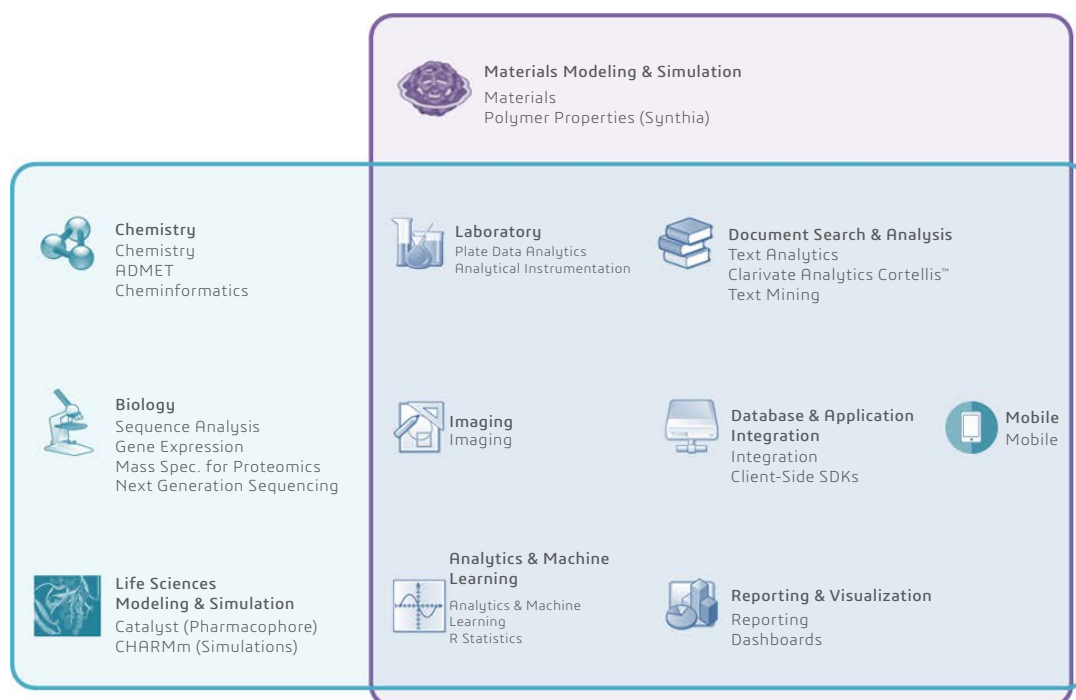 Materials Modeling & Simulation
Materials
Polymer Properties (Synthia)
Chemistry
Chemistry
ADMET
Cheminformatics
Laboratory
Plate Data Analytics
Analytical Instrumentation
Document Search & Analysis
Text Analytics
Clarivate Analytics Cortellis™
Text Mining
Biology
Sequence Analysis
Gene Expression
Mass Spec. for Proteomics
Next Generation Sequencing
Imaging
Imaging
Database & Application
Integration
Integration
Client-Side SDKs
Mobile
Mobile
Life Sciences
Modeling & Simulation
Catalyst (Pharmacophore)
CHARMm (Simulations)
Analytics & Machine
Learning
Analytics & Machine
Learning
R Statistics
Reporting & Visualization
Reporting
Dashboards